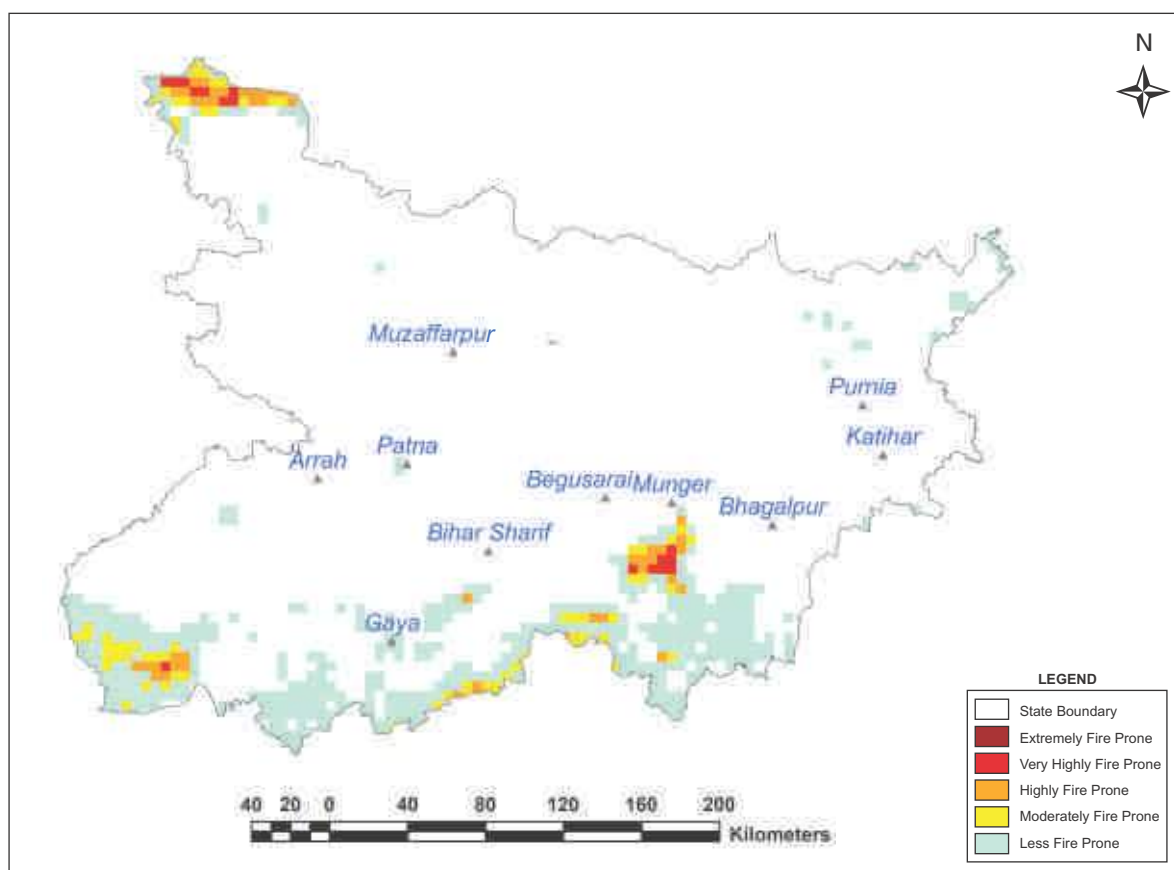 N
Muzaffarpur
Purnia
Katihar
Patna
Arrah
Begusarai Munger
Bhagalpur
Bihar Sharif
Gaya
LEGEND
State Boundary
Extremely Fire Prone
Very Highly Fire Prone
Highly Fire Prone
Moderately Fire Prone
Less Fire Prone
40 20 0 40 80 120 160 200
Kilometers